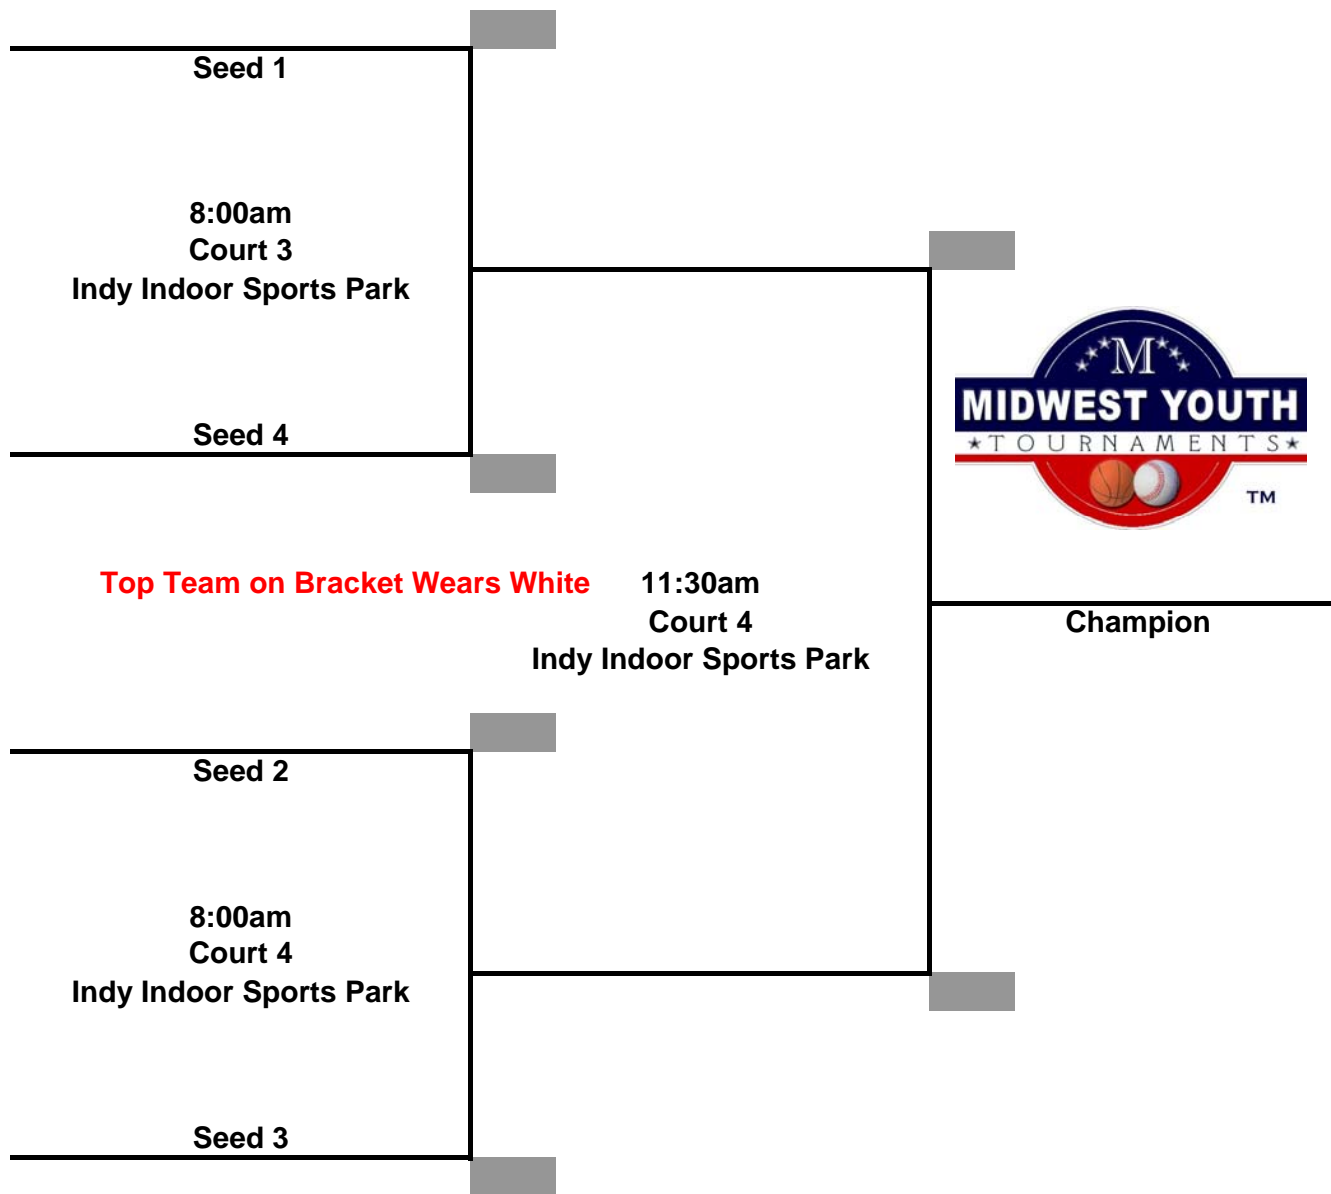 Seed 1
8:00am
Court 3
Indy Indoor Sports Park
Seed 4
M
MIDWEST YOUTH
TOURNAMENTS
TM
Top Team on Bracket Wears White
11:30am
Court 4
Indy Indoor Sports Park
Champion
Seed 2
8:00am
Court 4
Indy Indoor Sports Park
Seed 3